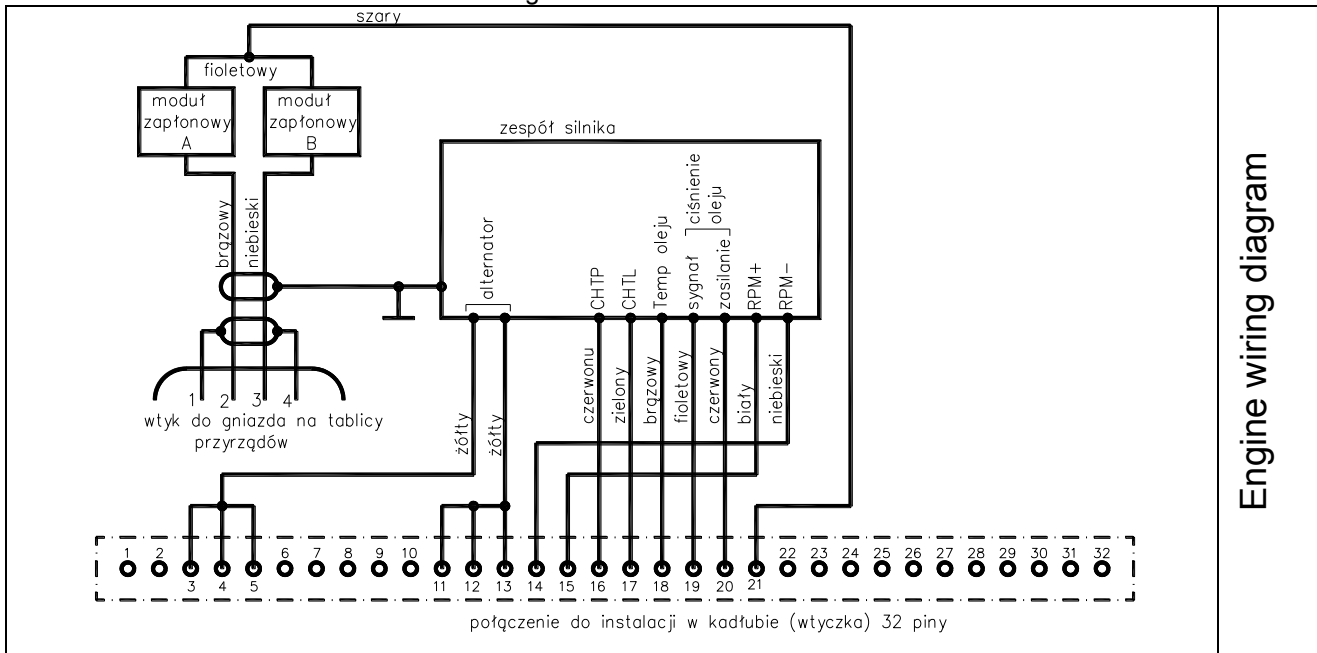 szary
fioletowy
moduł
zapłonowy
A
moduł
zapłonowy
B
zespół silnika
brązowy
niebieski
alternator
CHTP
CHTL
Temp oleju
sygnał
zasilanie
ciśnienie
oleju
RPM+
RPM-
1 2 3 4
wtyk do gniazda na tablicy
przyrządów
żółty
żółty
czerwonu
zielony
brązowy
fioletowy
czerwony
biały
niebieski
1 2 3 4 5 6 7 8 9 10 11 12 13 14 15 16 17 18 19 20 21 22 23 24 25 26 27 28 29 30 31 32
połączenie do instalacji w kadłubie (wtyczka) 32 piny
Engine wiring diagram